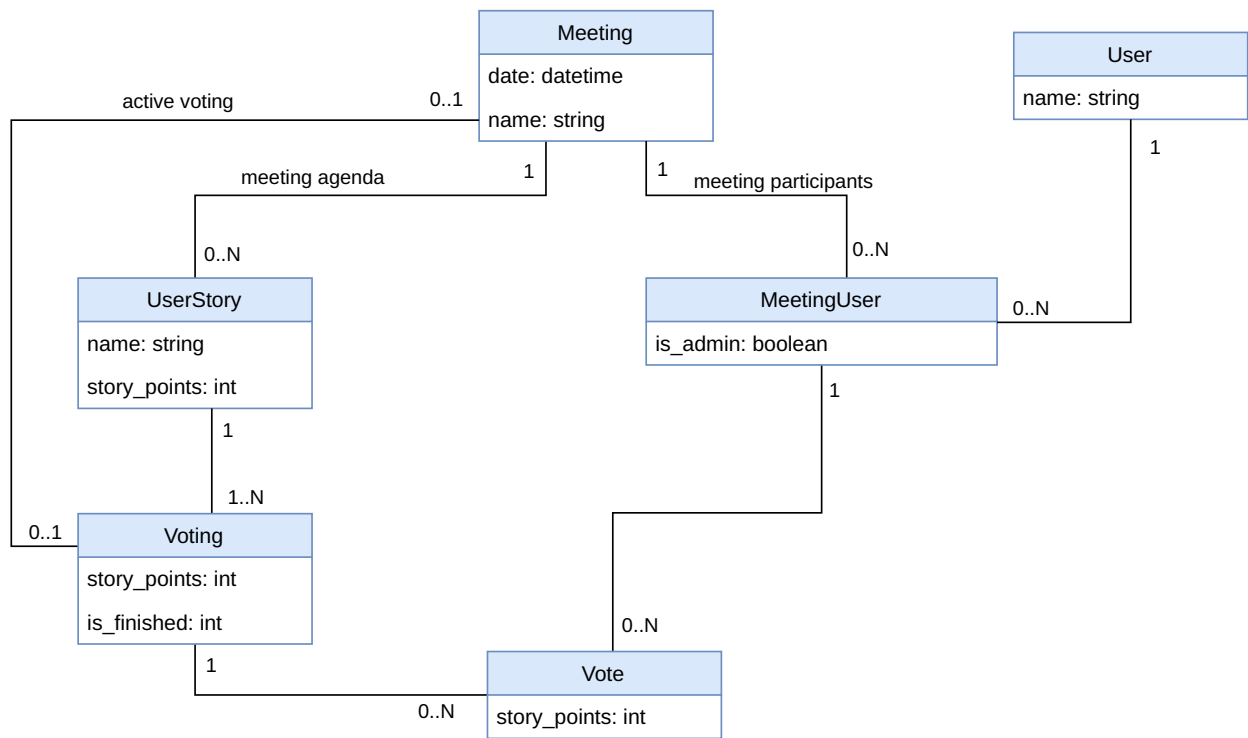 Meeting
date: datetime
name: string
User
name: string
active voting
0..1
1
meeting agenda
1
1
meeting participants
0..N
0..N
UserStory
name: string
story_points: int
MeetingUser
is_admin: boolean
0..N
1
1
1..N
0..1
Voting
story_points: int
is_finished: int
1
0..N
0..N
Vote
story_points: int